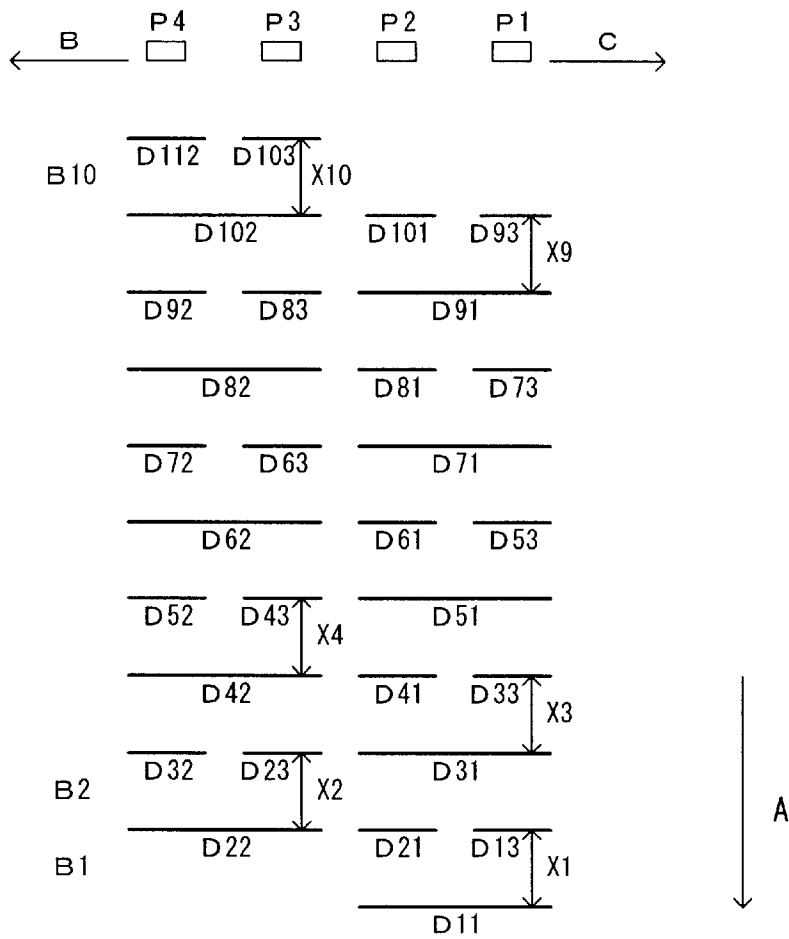 P4 P3 P2 P1
B C
D112 D103
B10 X10
D102 D101 D93
X9
D92 D83 D91
D82 D81 D73
D72 D63 D71
D62 D61 D53
D52 D43 D51
X4
D42 D41 D33
X3
D32 D23 D31
B2 X2
A
D22 D21 D13
B1 X1
D11